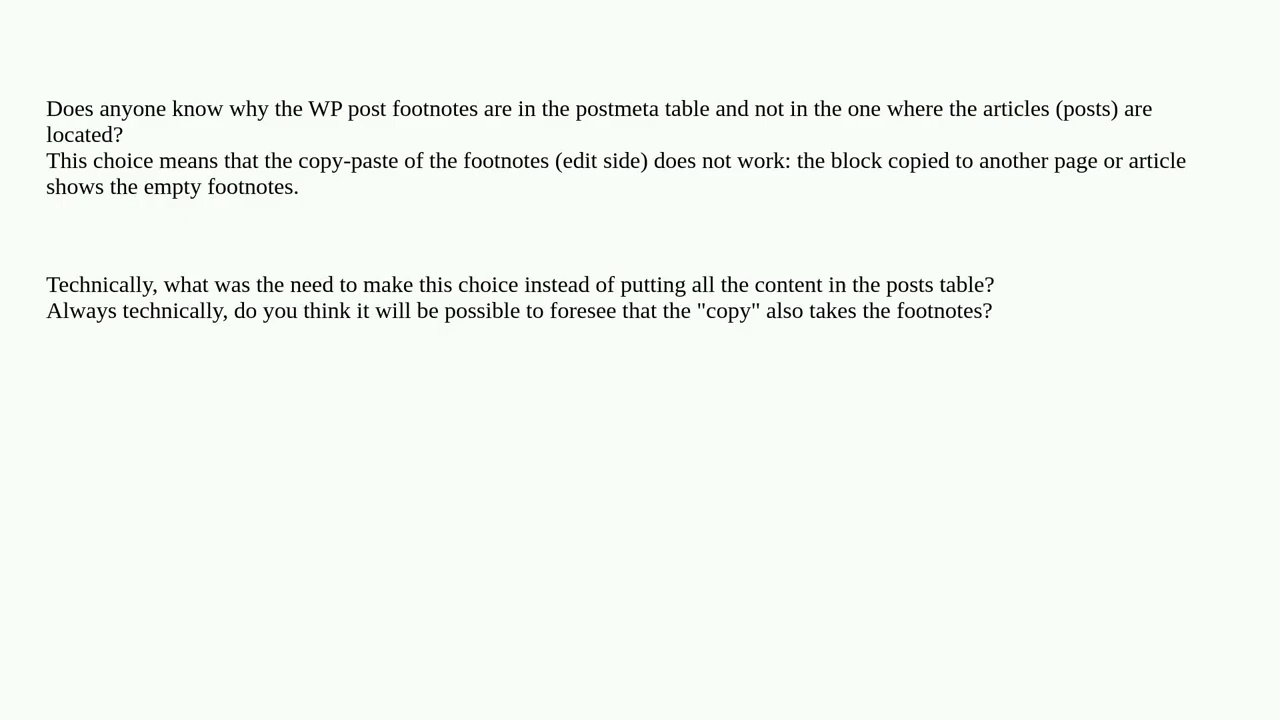 Does anyone know why the WP post footnotes are in the postmeta table and not in the one where the articles (posts) are
located?
This choice means that the copy-paste of the footnotes (edit side) does not work: the block copied to another page or article
shows the empty footnotes.
Technically, what was the need to make this choice instead of putting all the content in the posts table?
Always technically, do you think it will be possible to foresee that the "copy" also takes the footnotes?